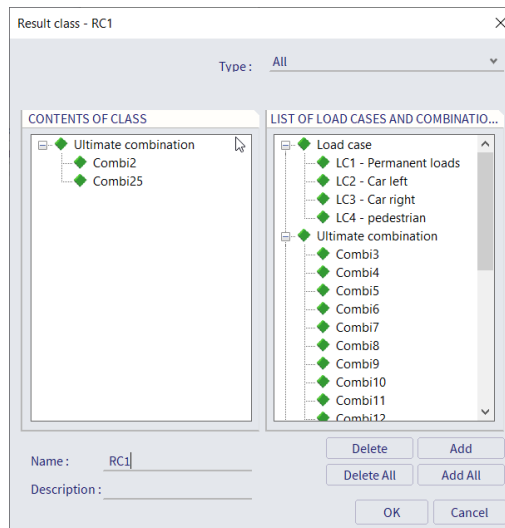 Result class - RC1
Type : All
CONTENTS OF CLASS
Ultimate combination
Combi2
Combi25
LIST OF LOAD CASES AND COMBINATIO...
Load case
LC1 - Permanent loads
LC2 - Car left
LC3 - Car right
LC4 - pedestrian
Ultimate combination
Combi3
Combi4
Combi5
Combi6
Combi7
Combi8
Combi9
Combi10
Combi11
Combi12
Name : RC1
Description :
Delete Add
Delete All Add All
OK Cancel